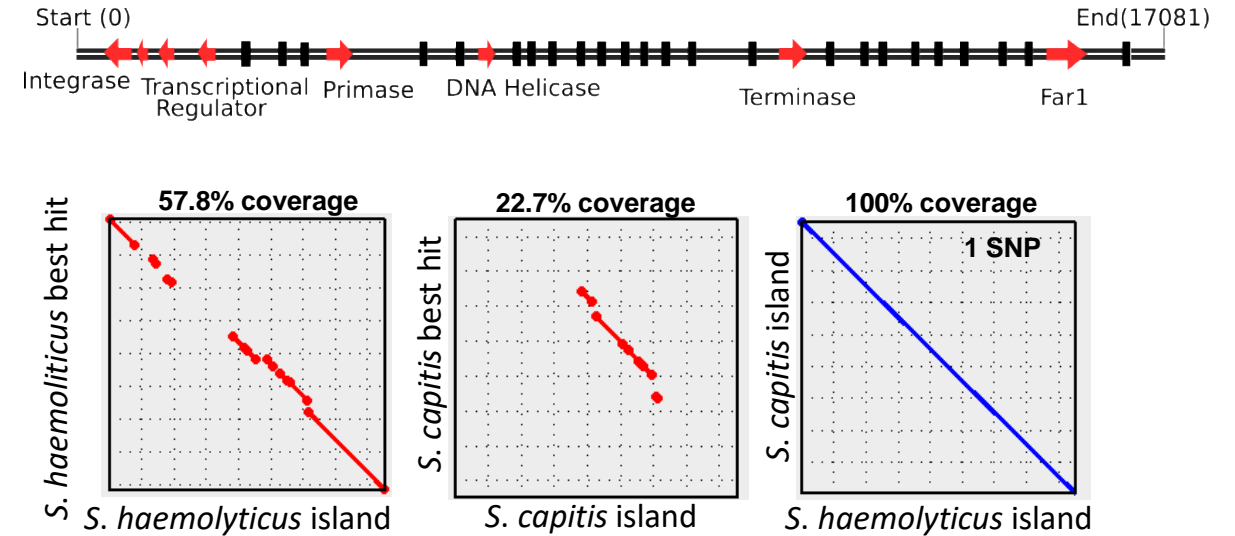 Start (0)
End(17081)
Integrase
Transcriptional
Regulator
Primase
DNA Helicase
Terminase
Far1
57.8% coverage
22.7% coverage
100% coverage
S. haemoliticus best hit
S. capitis best hit
S. capitis island
1 SNP
S. haemolyticus island
S. capitis island
S. haemolyticus island